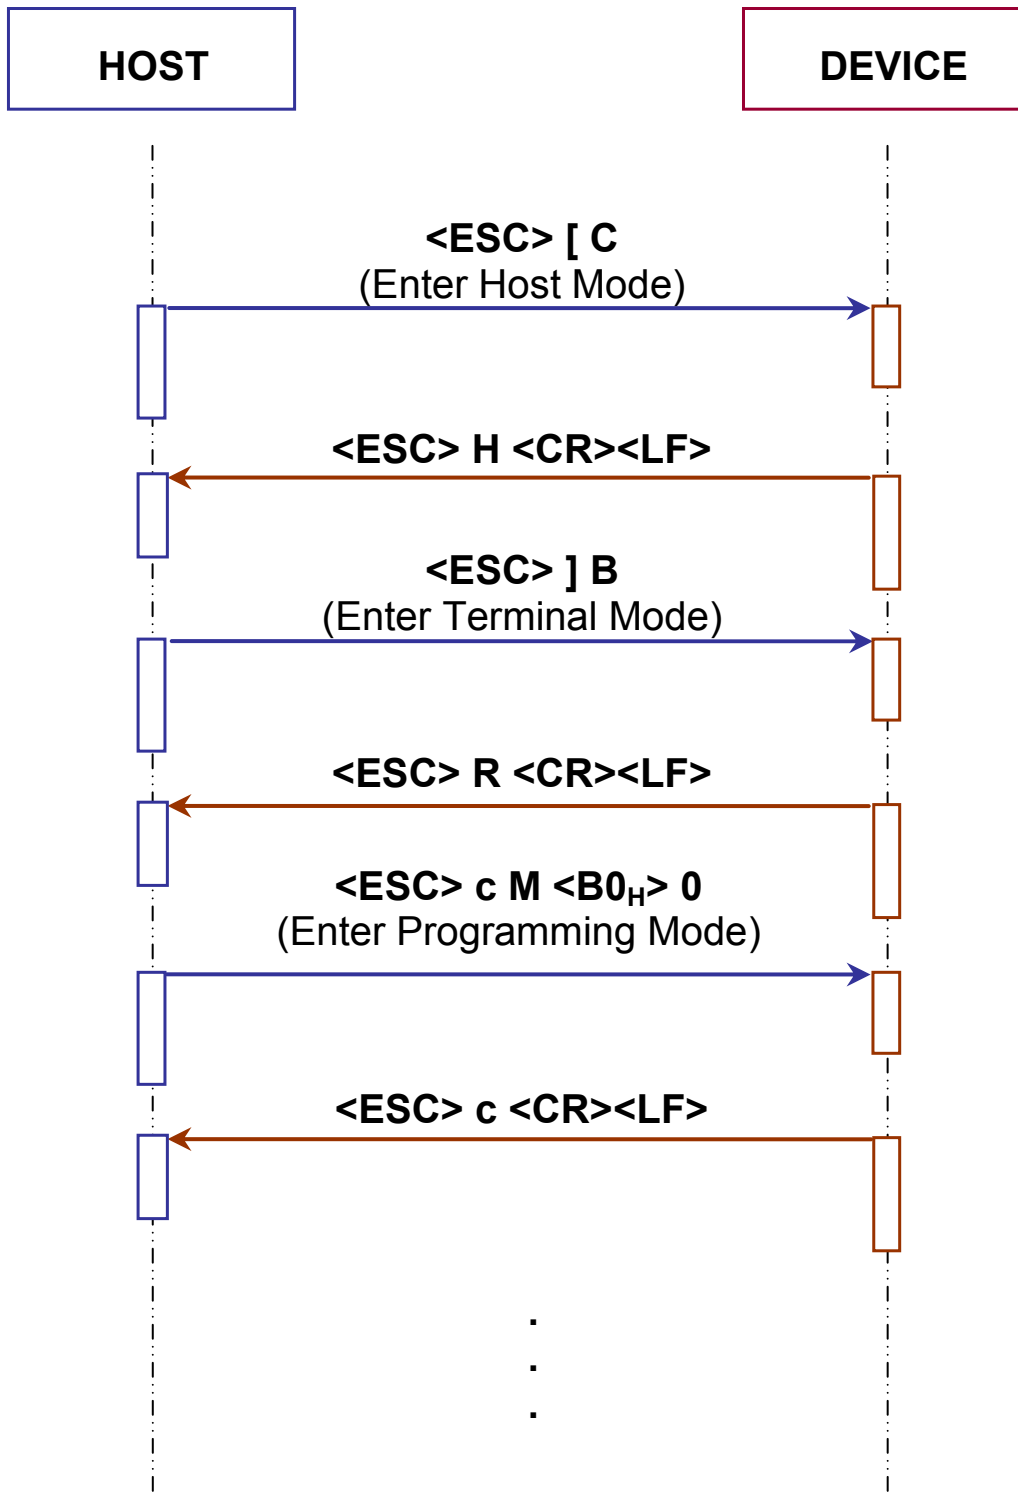 HOST
DEVICE
<ESC> [ C
(Enter Host Mode)
<ESC> H <CR><LF>
<ESC> ] B
(Enter Terminal Mode)
<ESC> R <CR><LF>
<ESC> c M <B0H> 0
(Enter Programming Mode)
<ESC> c <CR><LF>
.
.
.